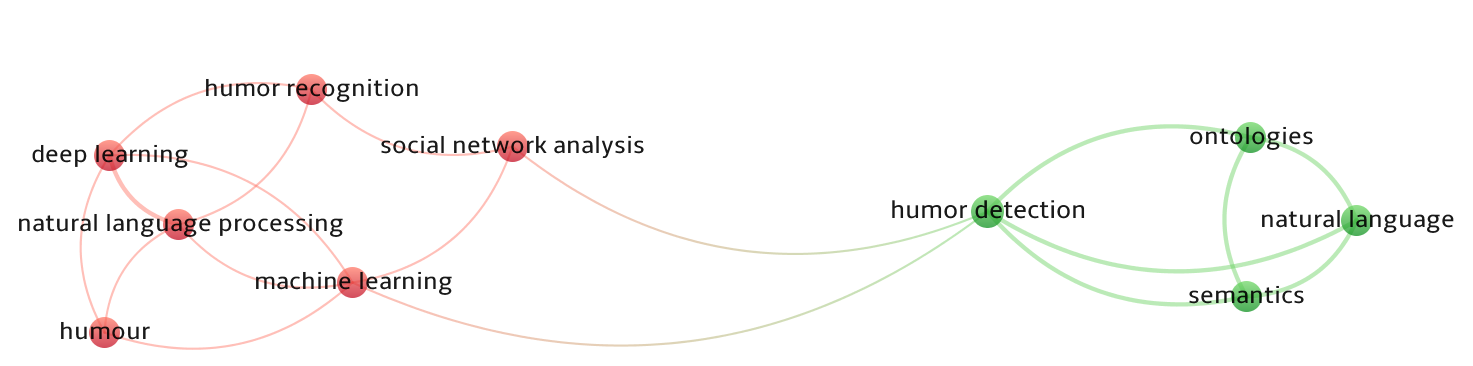 humor recognition
social network analysis
deep learning
natural language processing
machine learning
humour
ontologies
humor detection
natural language
semantics